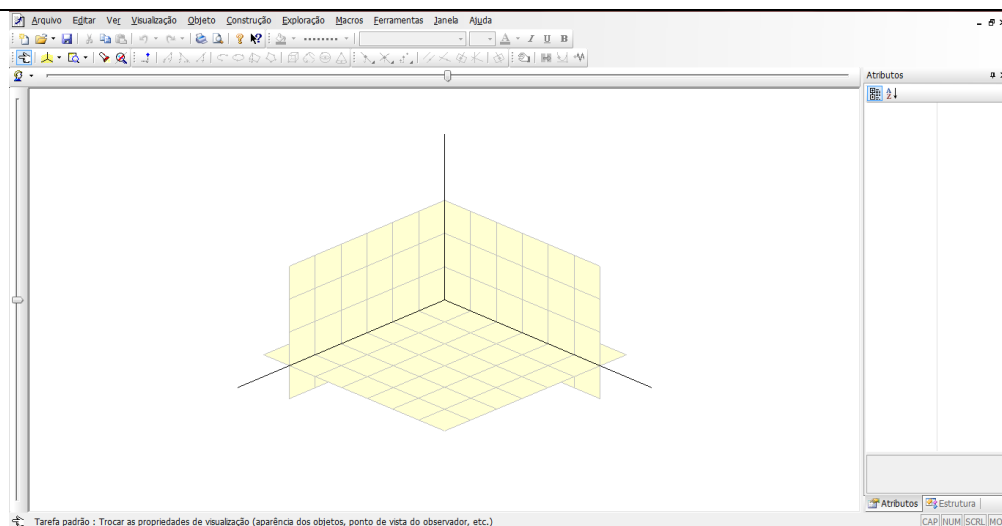 Arquivo Editar Ver Visualização Objeto Construção Exploração Macros Ferramentas Janela Ajuda
A I U B
Atributos
A
Z
Atributos Estrutura
Tarefa padrão : Trocar as propriedades de visualização (aparência dos objetos, ponto de vista do observador, etc.)
CAP NUM SCRL MO